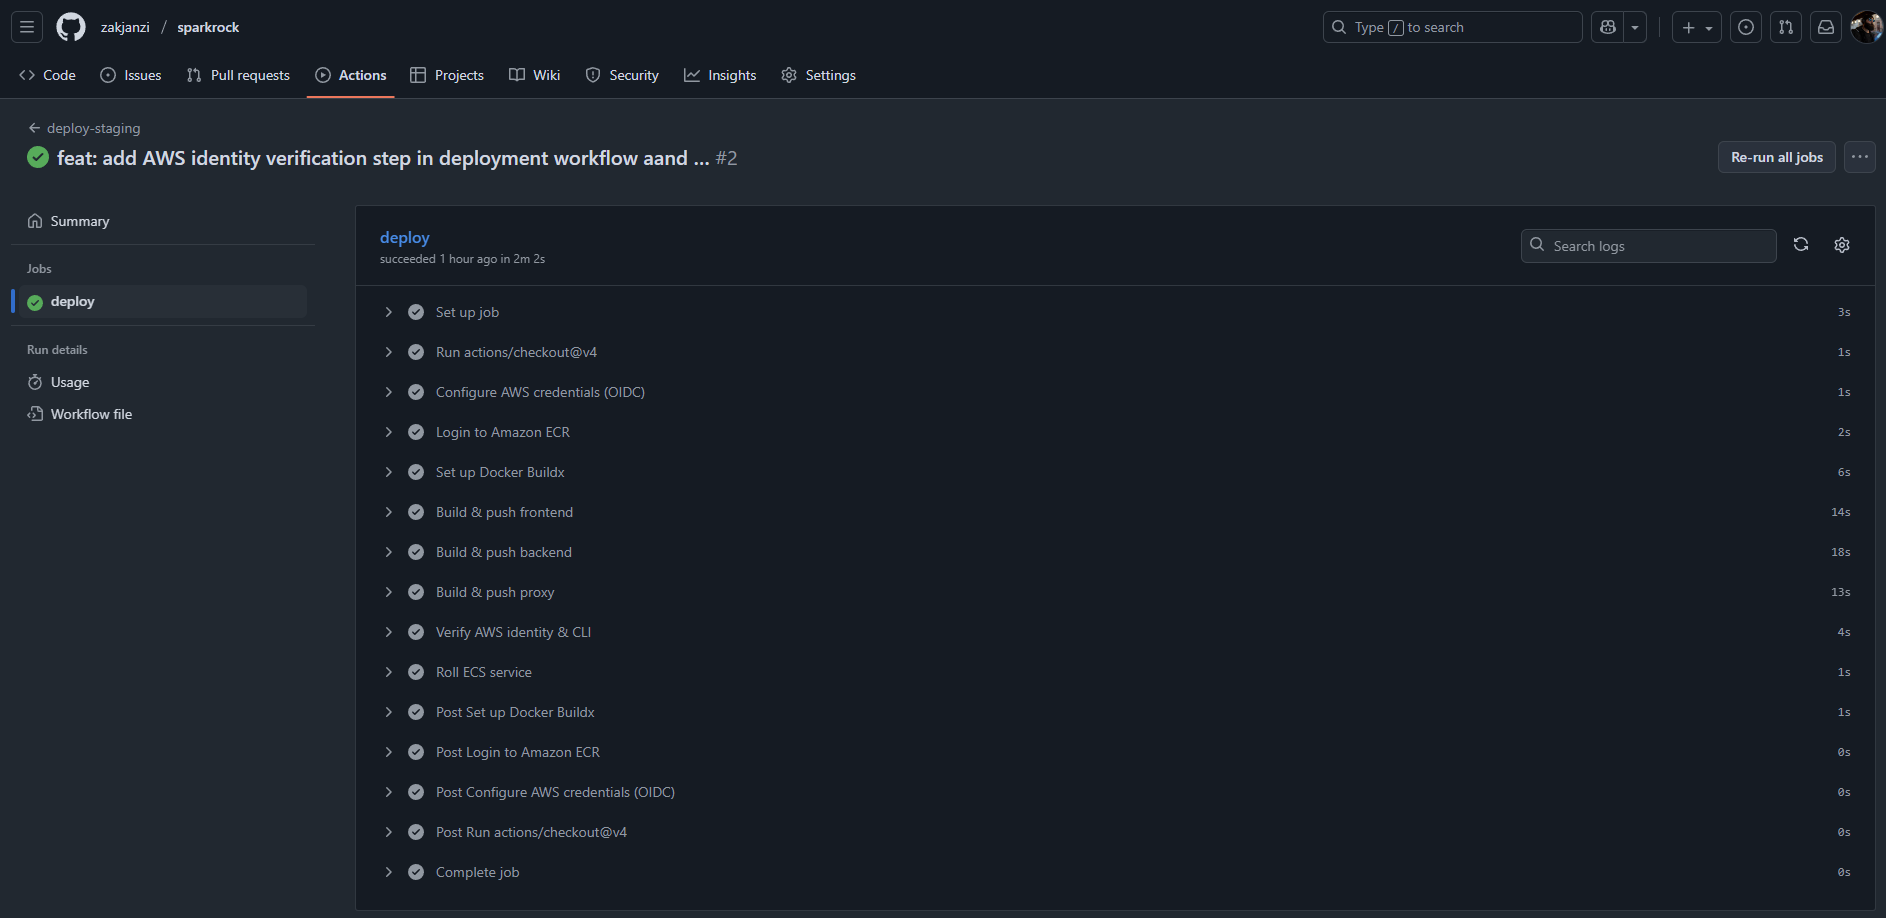 zakjanzi / sparkrock
Type / to search
Code Issues Pull requests Actions Projects Wiki Security Insights Settings
deploy-staging
feat: add AWS identity verification step in deployment workflow aand ... #2
Re-run all jobs
Summary
Jobs
deploy
Run details
Usage
Workflow file
deploy
succeeded 1 hour ago in 2m 2s
Search logs
Set up job 3s
Run actions/checkout@v4 1s
Configure AWS credentials (OIDC) 1s
Login to Amazon ECR 2s
Set up Docker Buildx 6s
Build & push frontend 14s
Build & push backend 18s
Build & push proxy 13s
Verify AWS identity & CLI 4s
Roll ECS service 1s
Post Set up Docker Buildx 1s
Post Login to Amazon ECR 0s
Post Configure AWS credentials (OIDC) 0s
Post Run actions/checkout@v4 0s
Complete job 0s